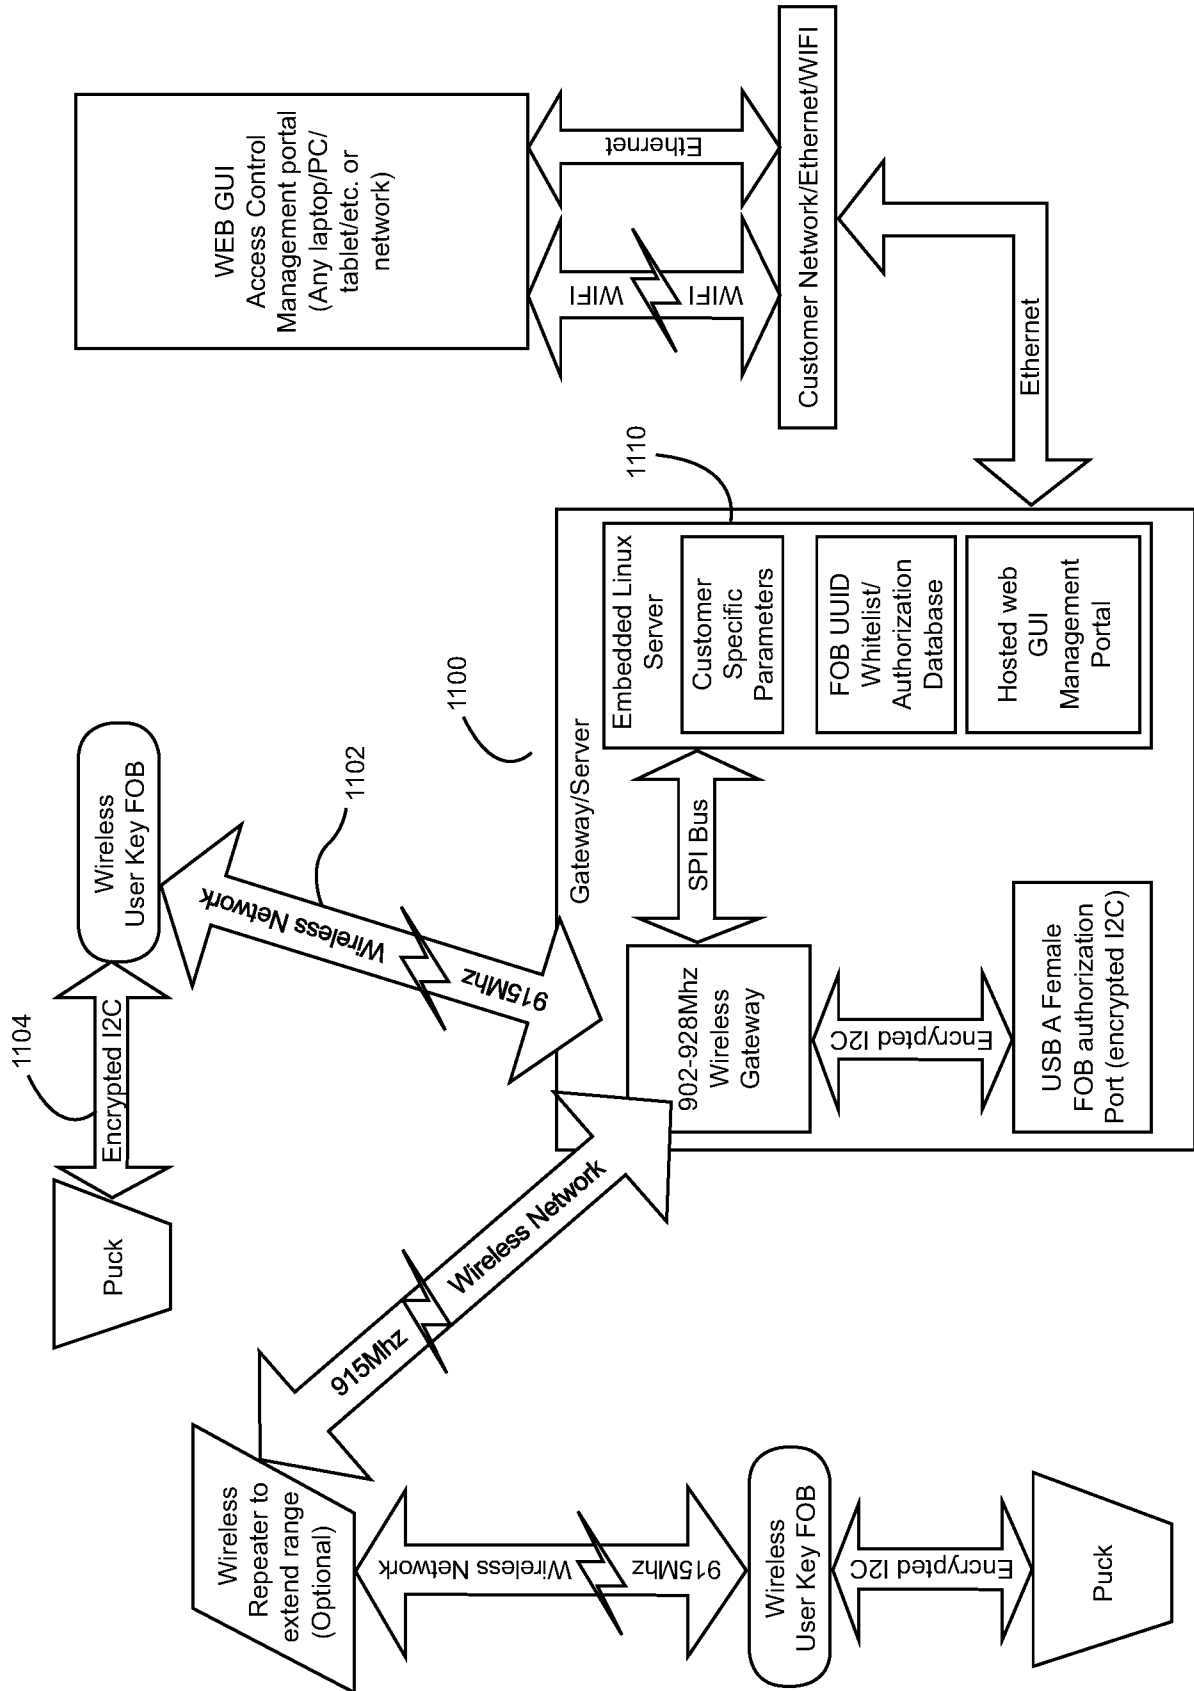 Wireless
Repeater to
extend range
(Optional)
Wireless Network
915Mhz
Wireless
User Key FOB
Encrypted I2C
Puck
915Mhz
Wireless Network
Puck
Encrypted I2C
1104
Wireless
User Key FOB
Wireless Network
915Mhz
1102
1100
Gateway/Server
902-928Mhz
Wireless
Gateway
Encrypted I2C
USB A Female
FOB authorization
Port (encrypted I2C)
SPI Bus
Embedded Linux
Server
Customer
Specific
Parameters
FOB UUID
Whitelist/
Authorization
Database
Hosted web
GUI
Management
Portal
1110
Ethernet
Customer Network/Ethernet/WIFI
WIFI
WIFI
Ethernet
WEB GUI
Access Control
Management portal
(Any laptop/PC/
tablet/etc. or
network)